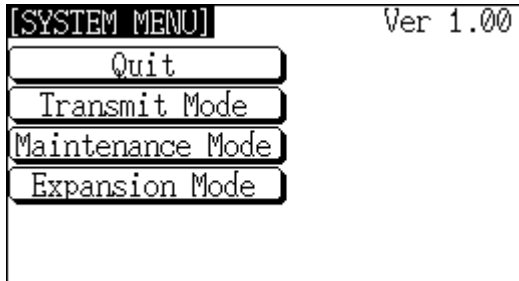 [SYSTEM MENU] Ver 1.00
Quit
Transmit Mode
Maintenance Mode
Expansion Mode